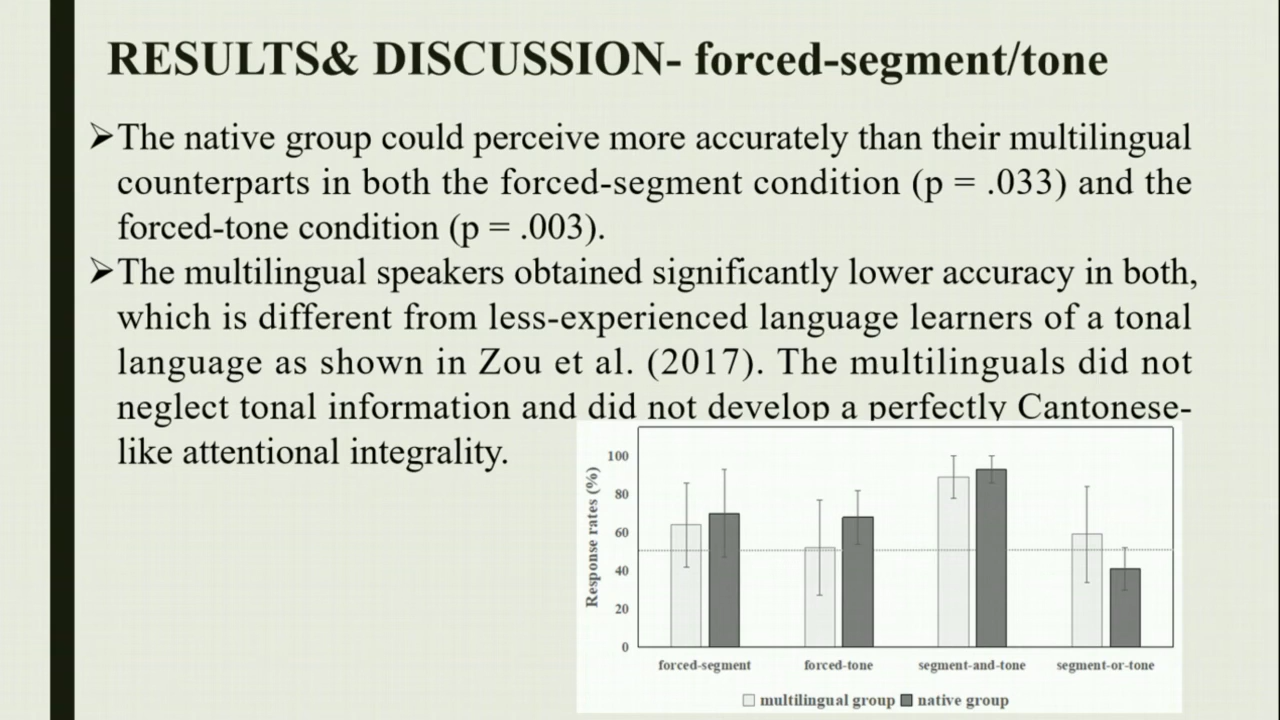 RESULTS& DISCUSSION- forced-segment/tone
➢The native group could perceive more accurately than their multilingual
counterparts in both the forced-segment condition (p = .033) and the
forced-tone condition (p = .003).
➢The multilingual speakers obtained significantly lower accuracy in both,
which is different from less-experienced language learners of a tonal
language as shown in Zou et al. (2017). The multilinguals did not
neglect tonal information and did not develop a perfectly Cantonese-
like attentional integrality.
Response rates (%)
100
80
60
40
20
0
forced-segment forced-tone segment-and-tone segment-or-tone
multilingual group native group